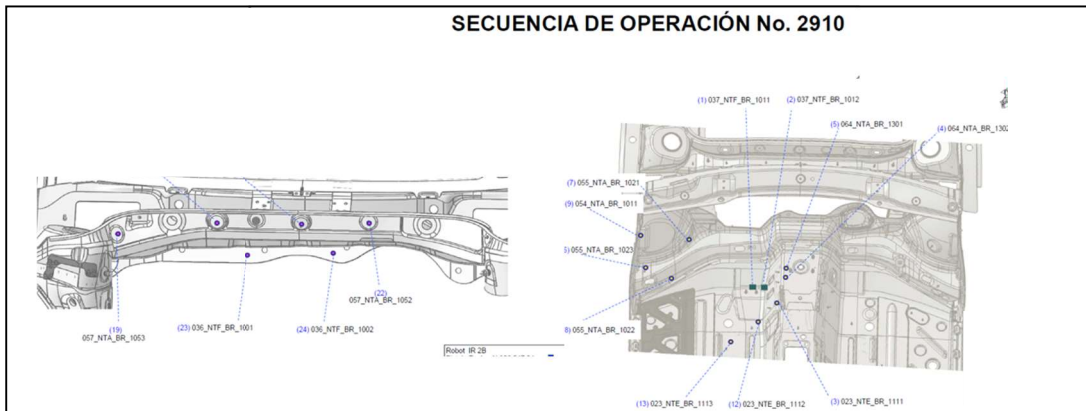 SECUENCIA DE OPERACIÓN No. 2910
(1) 037_NTF_BR_1011
(2) 037_NTF_BR_1012
(5) 064_NTA_BR_1301
(4) 064_NTA_BR_1302
(7) 055_NTA_BR_1021
(9) 054_NTA_BR_1011
5) 055_NTA_BR_1023
8) 055_NTA_BR_1022
(22)
057_NTA_BR_1052
(19)
057_NTA_BR_1053
(23) 036_NTF_BR_1001
(24) 036_NTF_BR_1002
Robot IR 2B
(13) 023_NTE_BR_1113
(12) 023_NTE_BR_1112
(3) 023_NTE_BR_1111